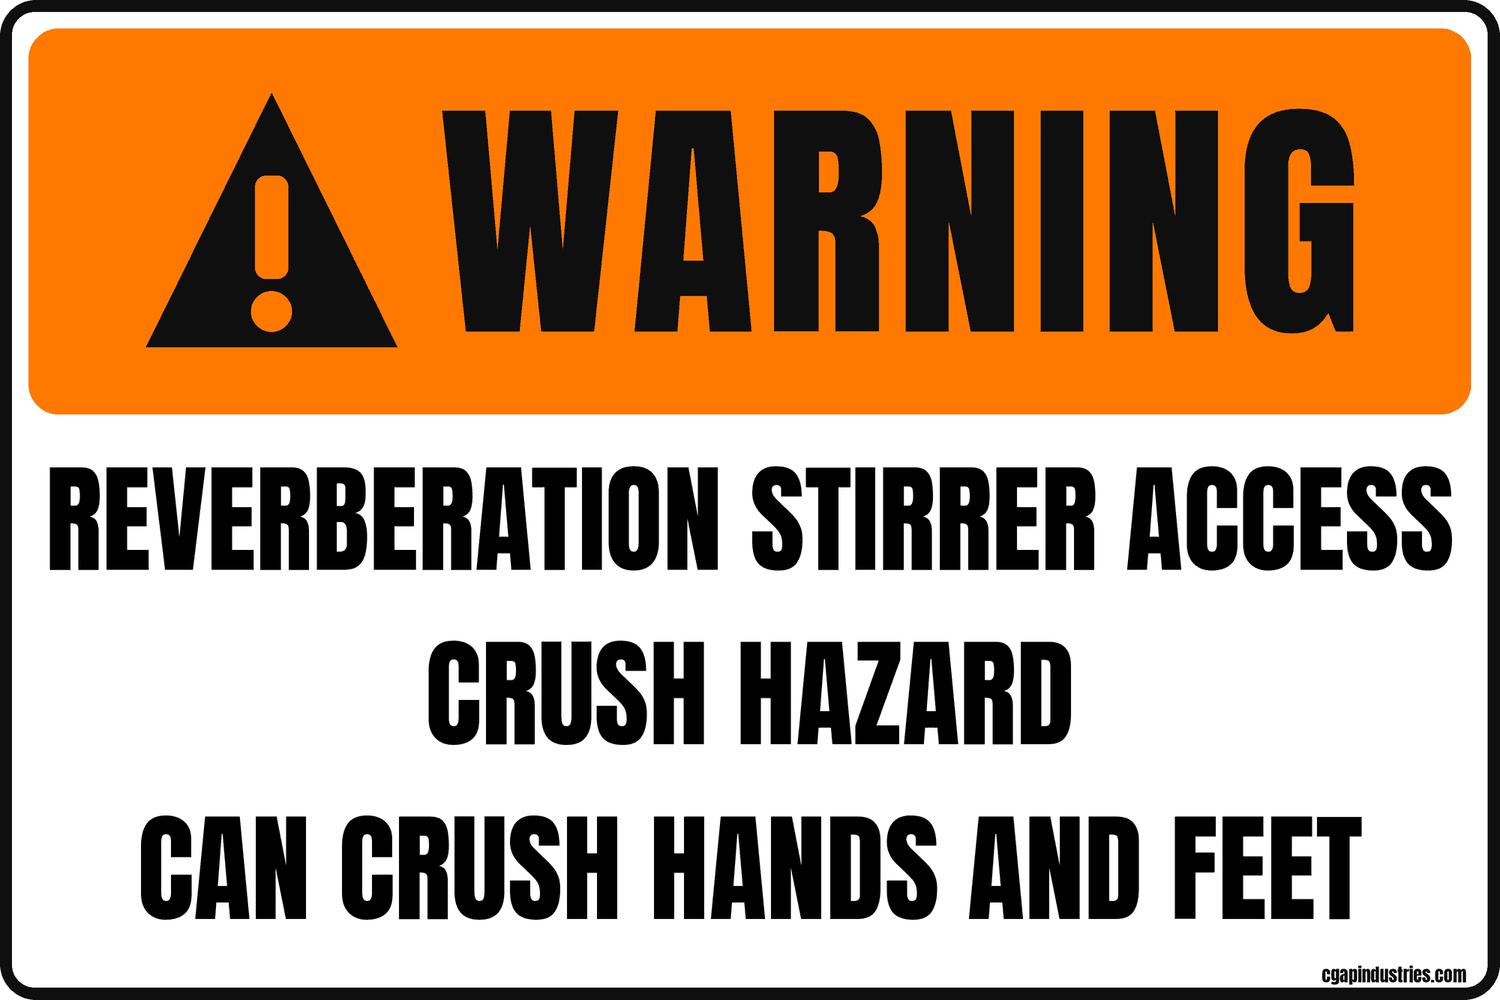 WARNING
REVERBERATION STIRRER ACCESS
CRUSH HAZARD
CAN CRUSH HANDS AND FEET
cgapindustries.com